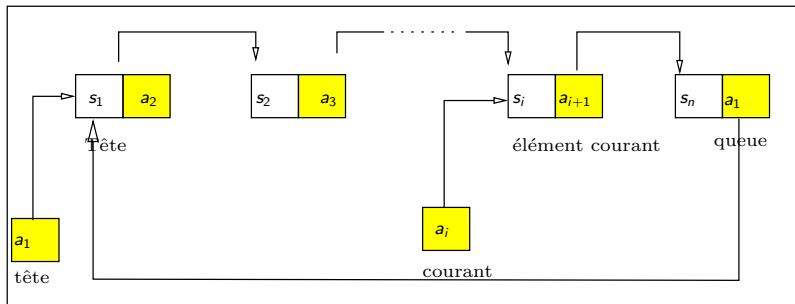 s₁ a₂ s₂ a₃ sᵢ aᵢ₊₁ sₙ a₁
Tête élément courant queue
a₁ aᵢ
tête courant